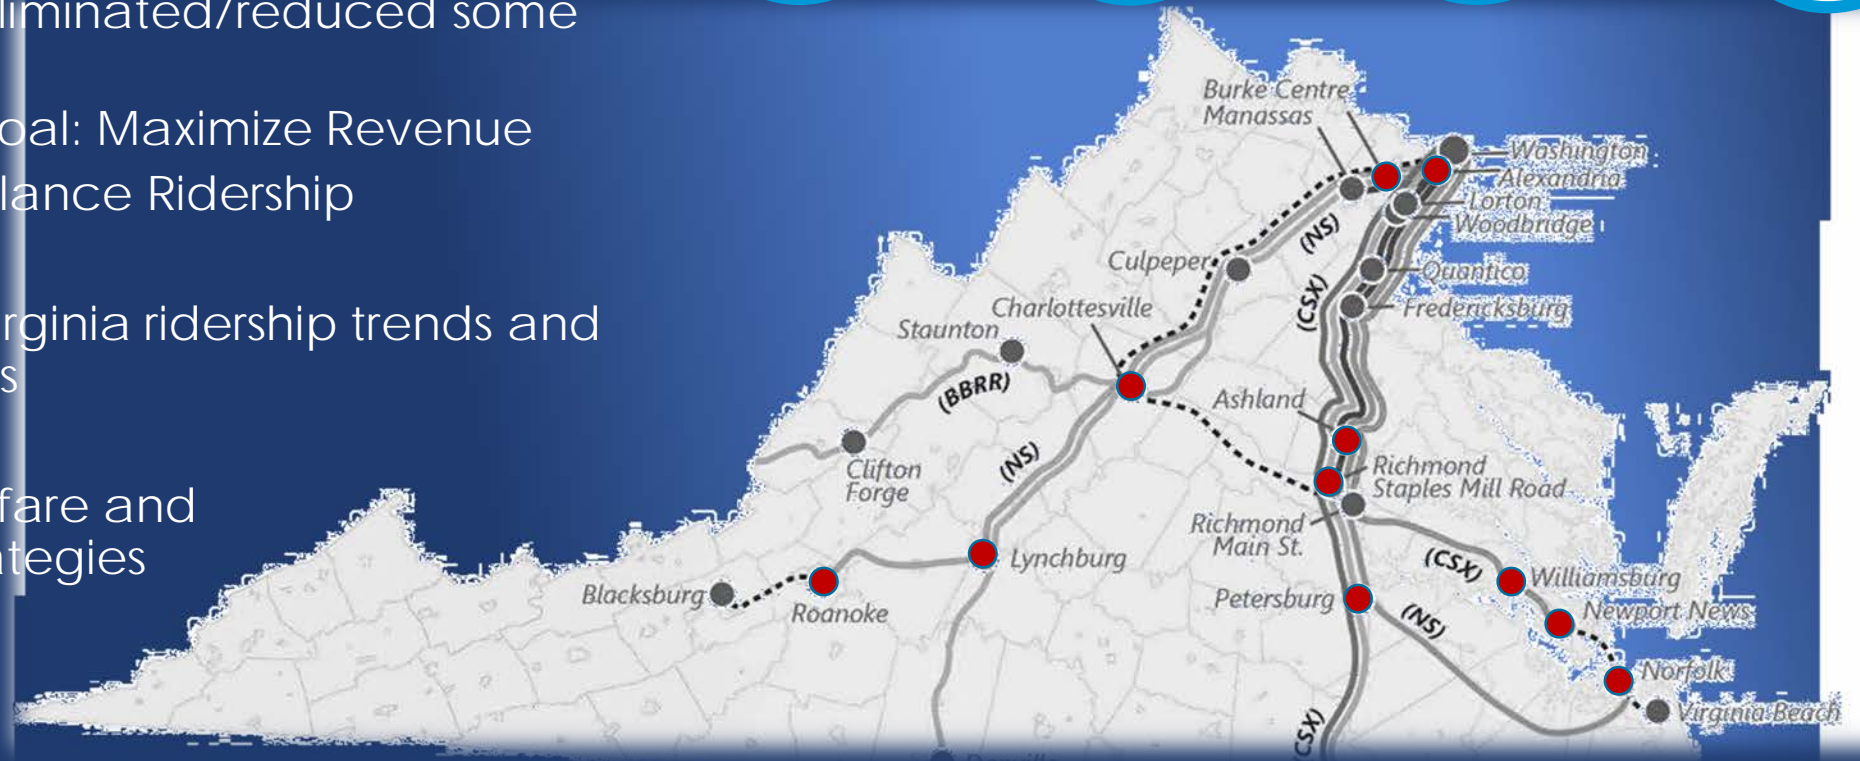 liminated/reduced some
oal: Maximize Revenue
lance Ridership
rginia ridership trends and
s
fare and
ategies
Burke Centre
Manassas
Washington
Alexandria
Lorton
Woodbridge
(NS)
Culpeper
Quantico
(CSX)
Fredericksburg
Charlottesville
Staunton
(BBRR)
Ashland
Clifton
Forge
(NS)
Richmond
Staples Mill Road
Richmond
Main St.
Lynchburg
(CSX)
Williamsburg
Blacksburg
Roanoke
Petersburg
(NS)
Newport News
Norfolk
Virginia Beach
CSX)